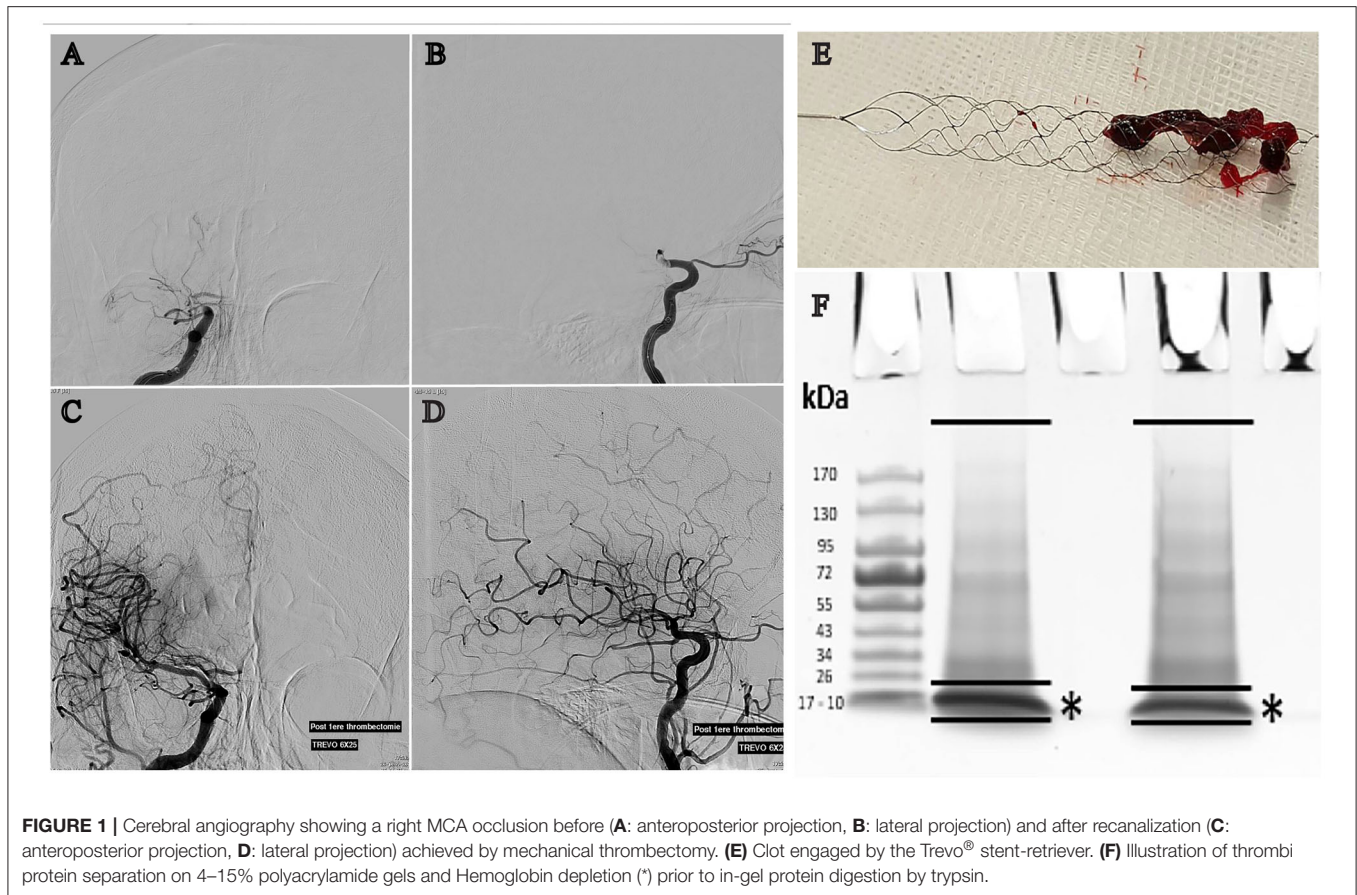 A
B
C
Post 1ere thrombectomie
TREVO 6X25
D
Post 1ere thrombectom
TREVO 6X2
E
F
kDa
170
130
95
72
55
43
34
26
17 - 10
*
*
FIGURE 1 | Cerebral angiography showing a right MCA occlusion before (A: anteroposterior projection, B: lateral projection) and after recanalization (C:
anteroposterior projection, D: lateral projection) achieved by mechanical thrombectomy. (E) Clot engaged by the Trevo® stent-retriever. (F) Illustration of thrombi
protein separation on 4–15% polyacrylamide gels and Hemoglobin depletion (*) prior to in-gel protein digestion by trypsin.